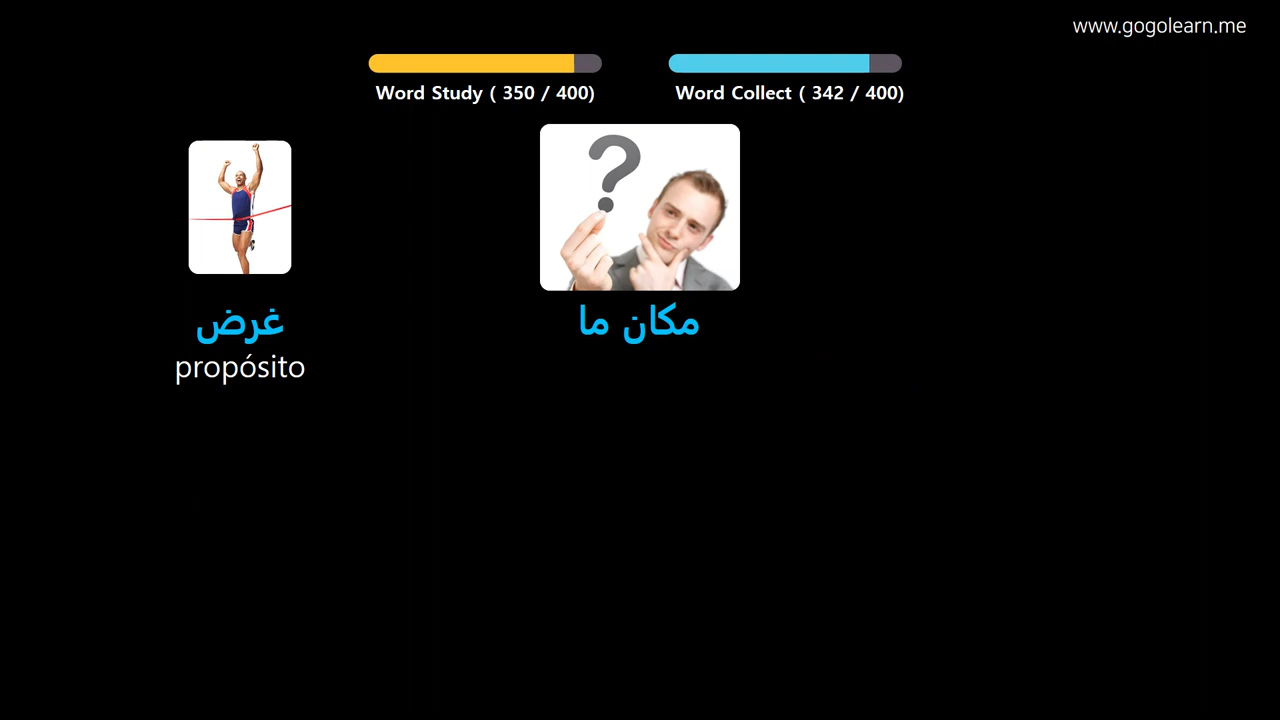 www.gogolearn.me
Word Study ( 350 / 400)
Word Collect ( 342 / 400)
غرض
propósito
مكان ما